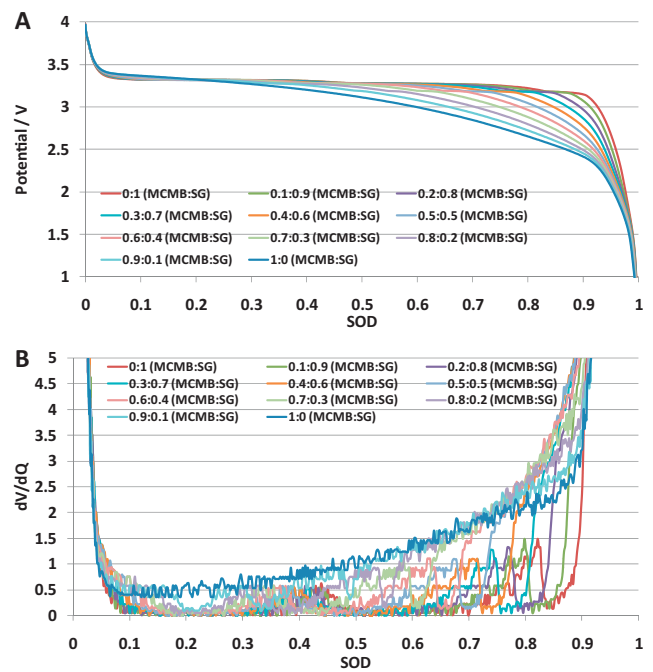 A
4
3.5
3
2.5
2
1.5
1
Potential / V
0:1 (MCMB:SG) 0.1:0.9 (MCMB:SG) 0.2:0.8 (MCMB:SG)
0.3:0.7 (MCMB:SG) 0.4:0.6 (MCMB:SG) 0.5:0.5 (MCMB:SG)
0.6:0.4 (MCMB:SG) 0.7:0.3 (MCMB:SG) 0.8:0.2 (MCMB:SG)
0.9:0.1 (MCMB:SG) 1:0 (MCMB:SG)
0 0.1 0.2 0.3 0.4 0.5 0.6 0.7 0.8 0.9 1
SOD
B
5
4.5
4
3.5
3
2.5
2
1.5
1
0.5
0
dV/dQ
0:1 (MCMB:SG) 0.1:0.9 (MCMB:SG) 0.2:0.8 (MCMB:SG)
0.3:0.7 (MCMB:SG) 0.4:0.6 (MCMB:SG) 0.5:0.5 (MCMB:SG)
0.6:0.4 (MCMB:SG) 0.7:0.3 (MCMB:SG) 0.8:0.2 (MCMB:SG)
0.9:0.1 (MCMB:SG) 1:0 (MCMB:SG)
0 0.1 0.2 0.3 0.4 0.5 0.6 0.7 0.8 0.9 1
SOD